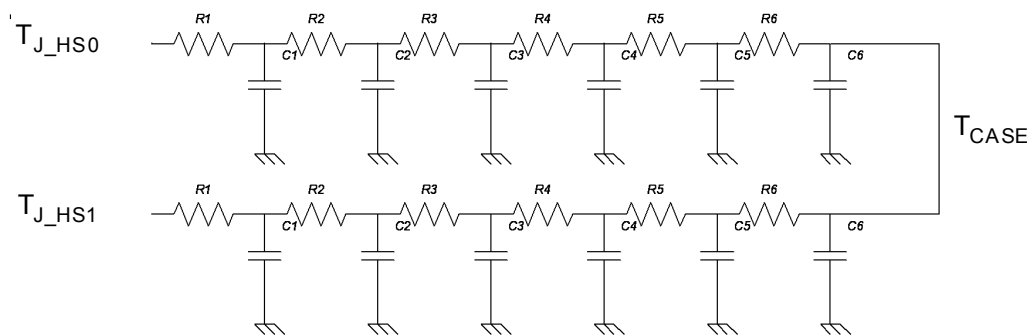 R1 R2 R3 R4 R5 R6
T_J_HS0
C1 C2 C3 C4 C5 C6
T_CASE
R1 R2 R3 R4 R5 R6
T_J_HS1
C1 C2 C3 C4 C5 C6